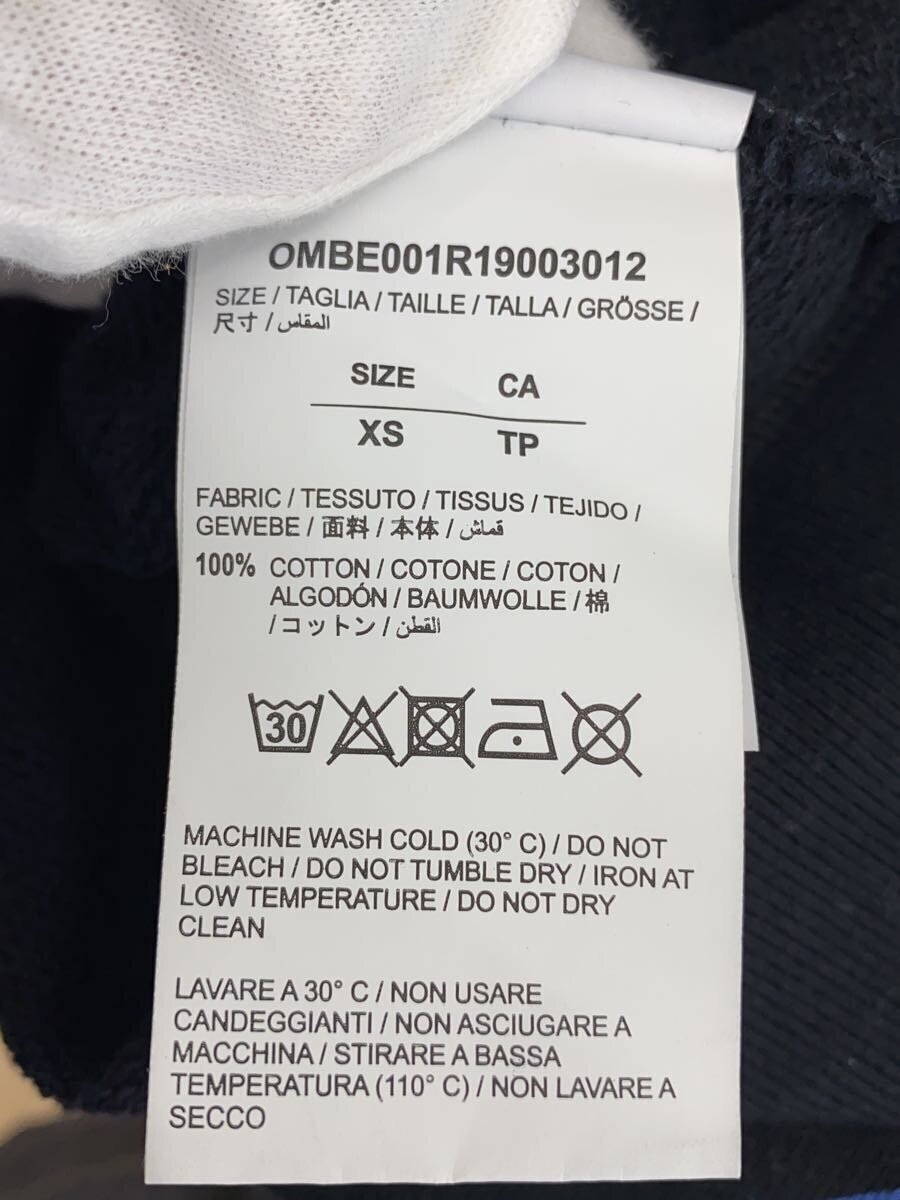 OMBE001R19003012
SIZE / TAGLIA / TAILLE / TALLA / GRÖSSE /
尺寸 / المقاس
SIZE CA
XS TP
FABRIC / TESSUTO / TISSUS / TEJIDO /
GEWEBE / 面料 / 本体 / قماش
100% COTTON / COTONE / COTON /
ALGODÓN / BAUMWOLLE / 棉
/ コットン / القطن
30
MACHINE WASH COLD (30° C) / DO NOT
BLEACH / DO NOT TUMBLE DRY / IRON AT
LOW TEMPERATURE / DO NOT DRY
CLEAN
LAVARE A 30° C / NON USARE
CANDEGGIANTI / NON ASCIUGARE A
MACCHINA / STIRARE A BASSA
TEMPERATURA (110° C) / NON LAVARE A
SECCO